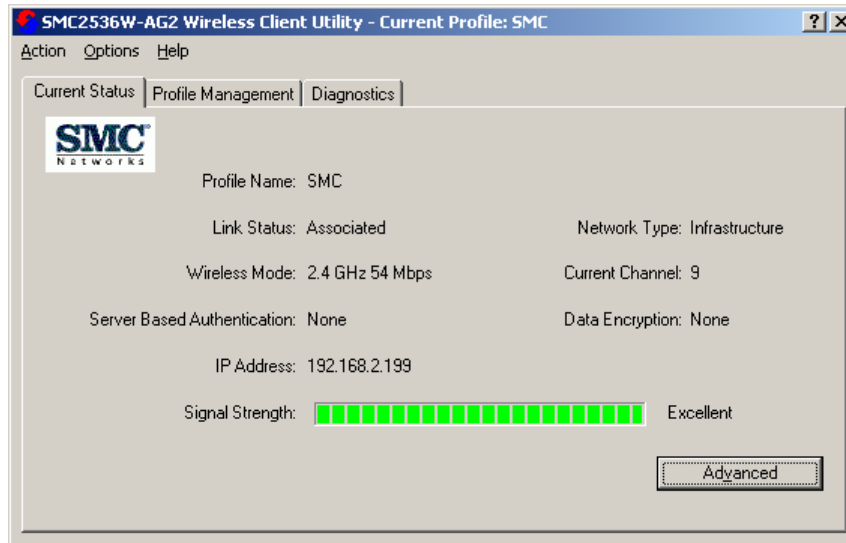 SMC2536W-AG2 Wireless Client Utility - Current Profile: SMC
Action Options Help
Current Status Profile Management Diagnostics
SMC
Networks
Profile Name: SMC
Link Status: Associated Network Type: Infrastructure
Wireless Mode: 2.4 GHz 54 Mbps Current Channel: 9
Server Based Authentication: None Data Encryption: None
IP Address: 192.168.2.199
Signal Strength: Excellent
Advanced